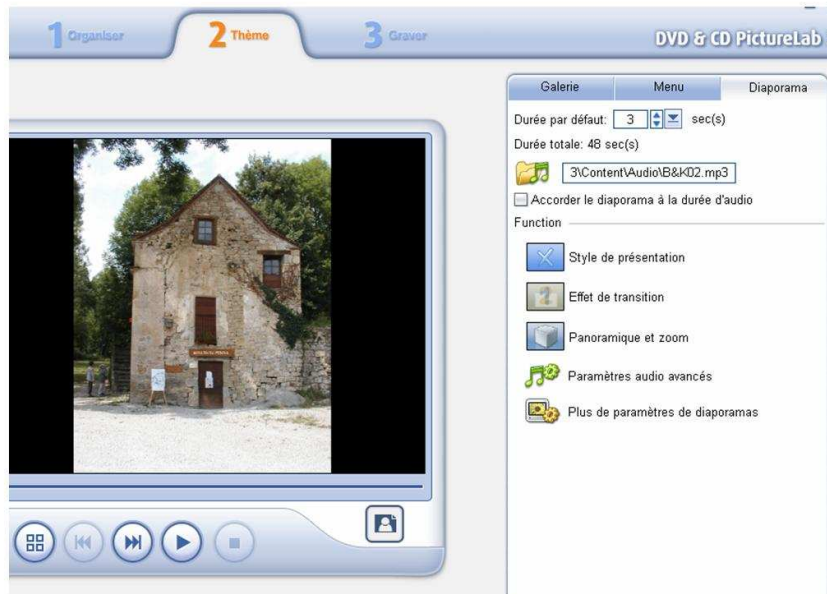 1 Organiser
2 Thème
3 Graver
DVD & CD PictureLab
Galerie
Menu
Diaporama
Durée par défaut: 3 sec(s)
Durée totale: 48 sec(s)
3\Content\Audio\B&K02.mp3
Accorder le diaporama à la durée d'audio
Function
Style de présentation
Effet de transition
Panoramique et zoom
Paramètres audio avancés
Plus de paramètres de diaporamas